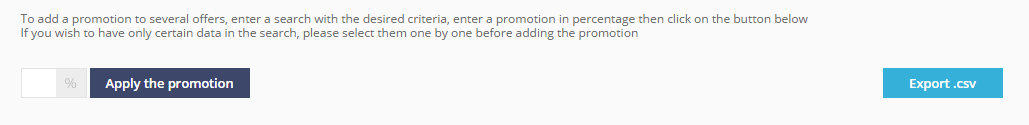 To add a promotion to several offers, enter a search with the desired criteria, enter a promotion in percentage then click on the button below
If you wish to have only certain data in the search, please select them one by one before adding the promotion
% Apply the promotion Export .csv